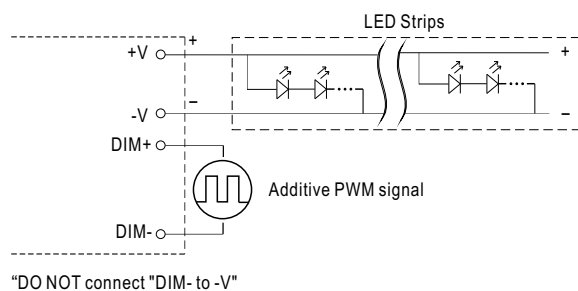 LED Strips
+V
+
+
-V
−
−
DIM+
Additive PWM signal
DIM-
“DO NOT connect "DIM- to -V"